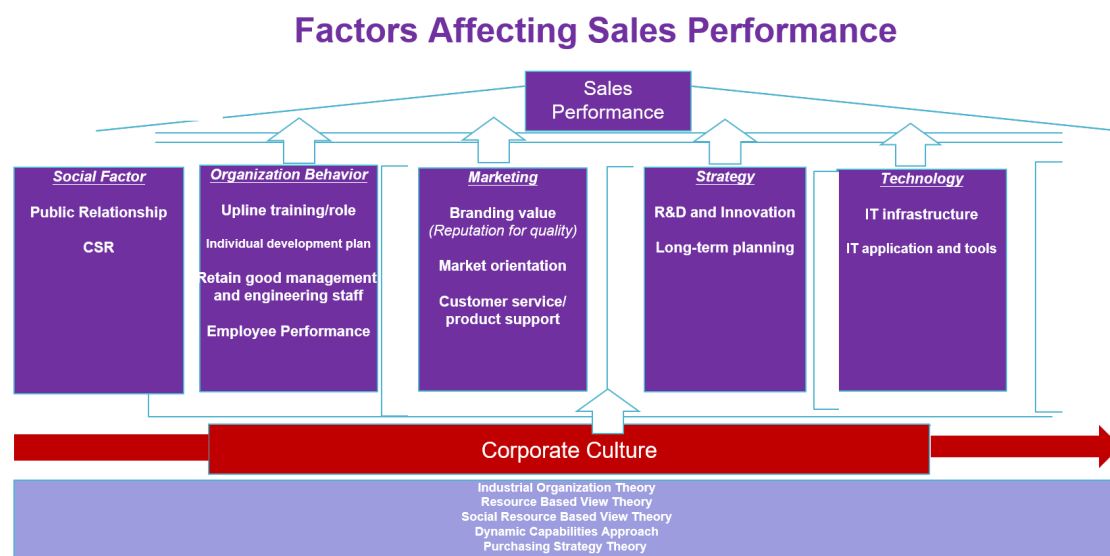 Factors Affecting Sales Performance
Sales
Performance
Social Factor
Public Relationship
CSR
Organization Behavior
Upline training/role
Individual development plan
Retain good management
and engineering staff
Employee Performance
Marketing
Branding value
(Reputation for quality)
Market orientation
Customer service/
product support
Strategy
R&D and Innovation
Long-term planning
Technology
IT infrastructure
IT application and tools
Corporate Culture
Industrial Organization Theory
Resource Based View Theory
Social Resource Based View Theory
Dynamic Capabilities Approach
Purchasing Strategy Theory